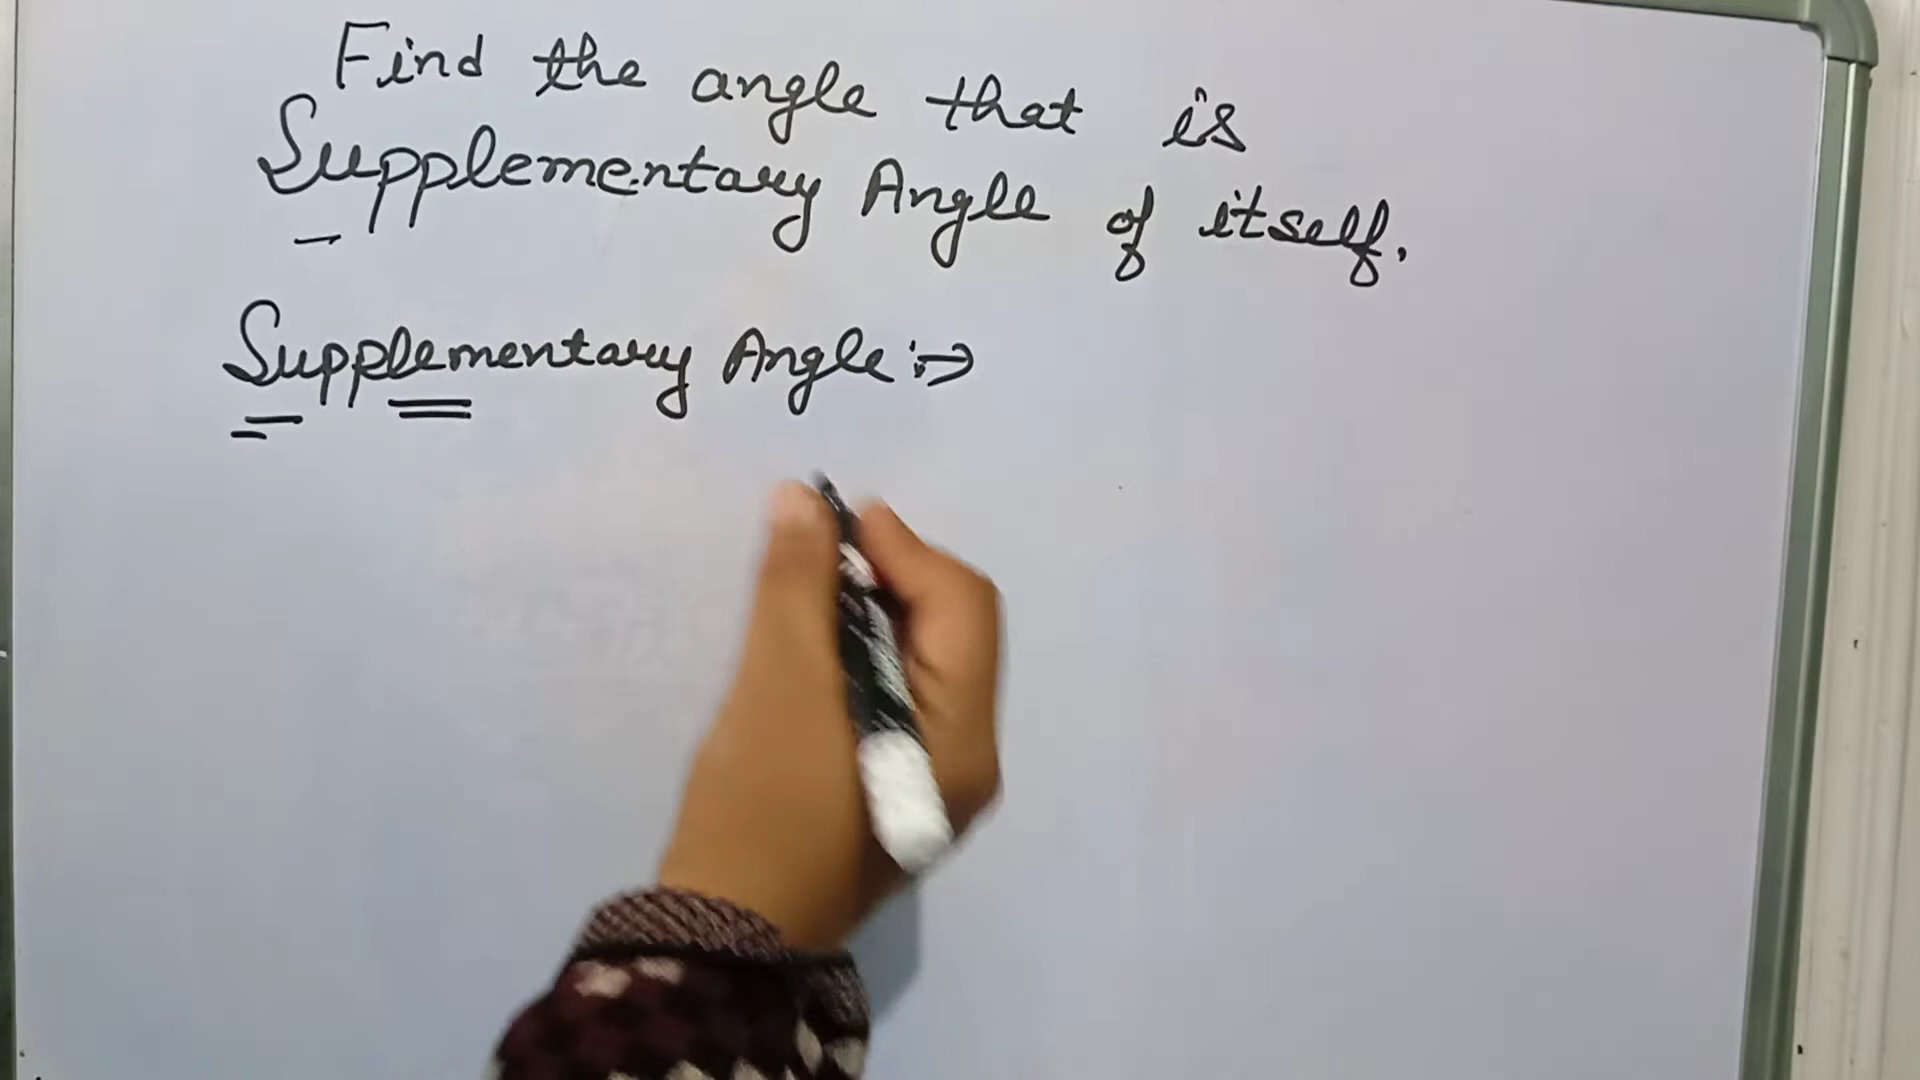 Find the angle that is
Supplementary Angle of itself.
Supplementary Angle :→